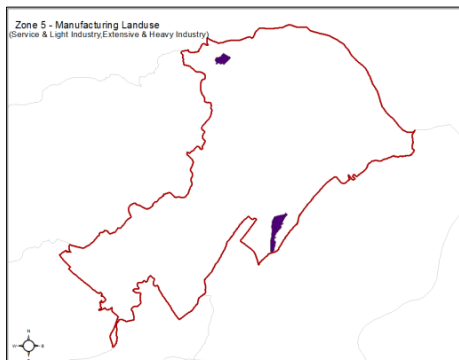 Zone 5 - Manufacturing Landuse
(Service & Light Industry,Extensive & Heavy Industry)
N
W
E